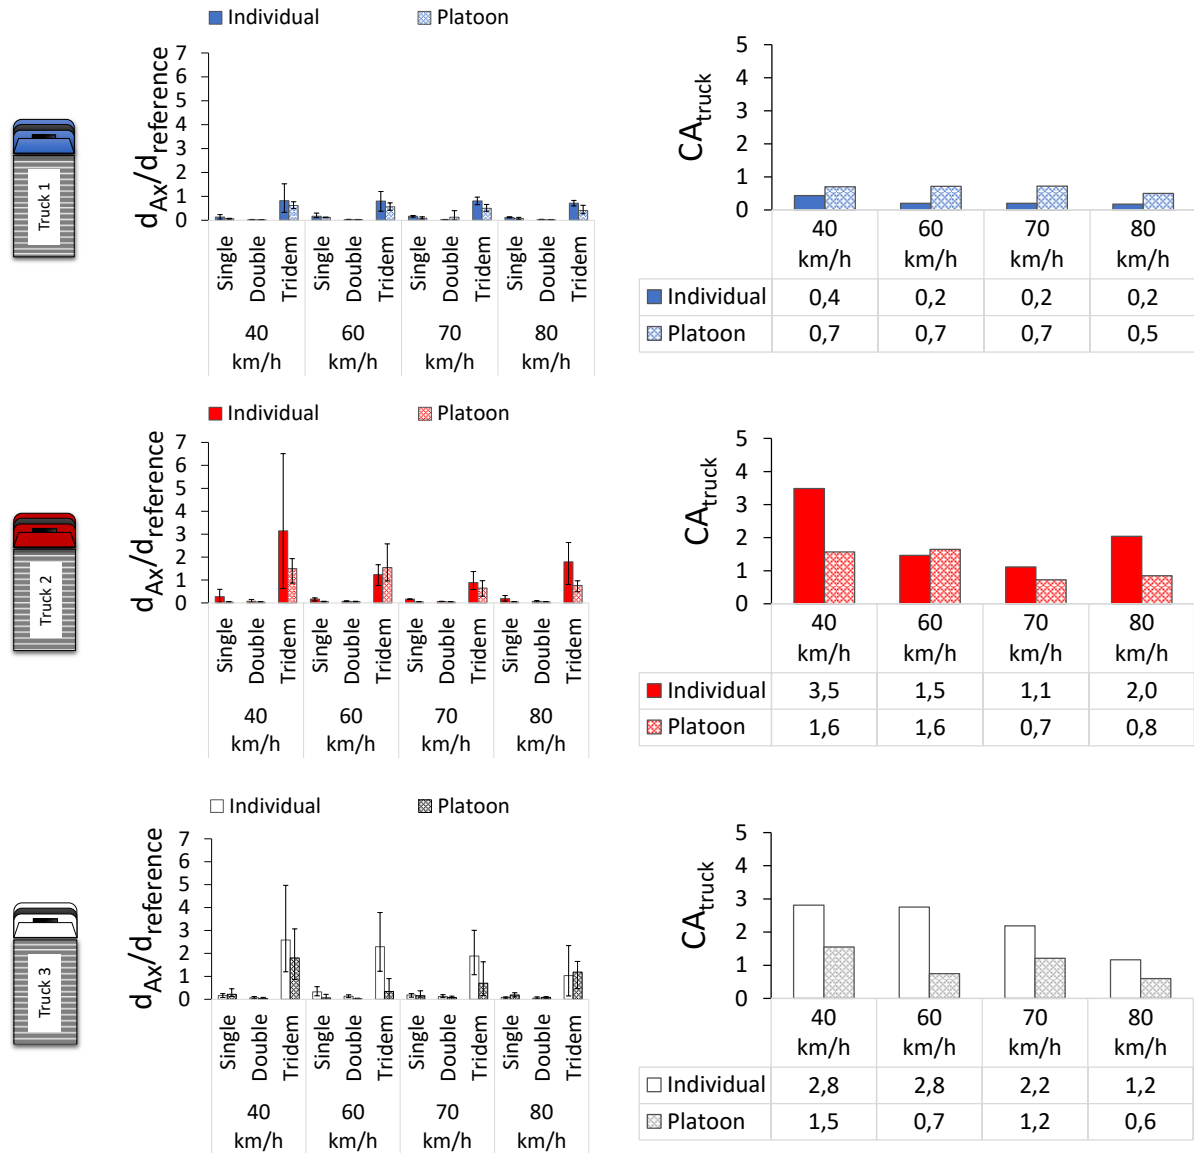 Individual Platoon
7
6
5
4
3
2
1
0
d_Ax/d_reference
Single Double Tridem Single Double Tridem Single Double Tridem Single Double Tridem
40 60 70 80
km/h km/h km/h km/h
Truck 1
5
4
3
2
1
0
CA_truck
40 60 70 80
km/h km/h km/h km/h
Individual 0,4 0,2 0,2 0,2
Platoon 0,7 0,7 0,7 0,5
Individual Platoon
7
6
5
4
3
2
1
0
d_Ax/d_reference
Single Double Tridem Single Double Tridem Single Double Tridem Single Double Tridem
40 60 70 80
km/h km/h km/h km/h
Truck 2
5
4
3
2
1
0
CA_truck
40 60 70 80
km/h km/h km/h km/h
Individual 3,5 1,5 1,1 2,0
Platoon 1,6 1,6 0,7 0,8
Individual Platoon
7
6
5
4
3
2
1
0
d_Ax/d_reference
Single Double Tridem Single Double Tridem Single Double Tridem Single Double Tridem
40 60 70 80
km/h km/h km/h km/h
Truck 3
5
4
3
2
1
0
CA_truck
40 60 70 80
km/h km/h km/h km/h
Individual 2,8 2,8 2,2 1,2
Platoon 1,5 0,7 1,2 0,6